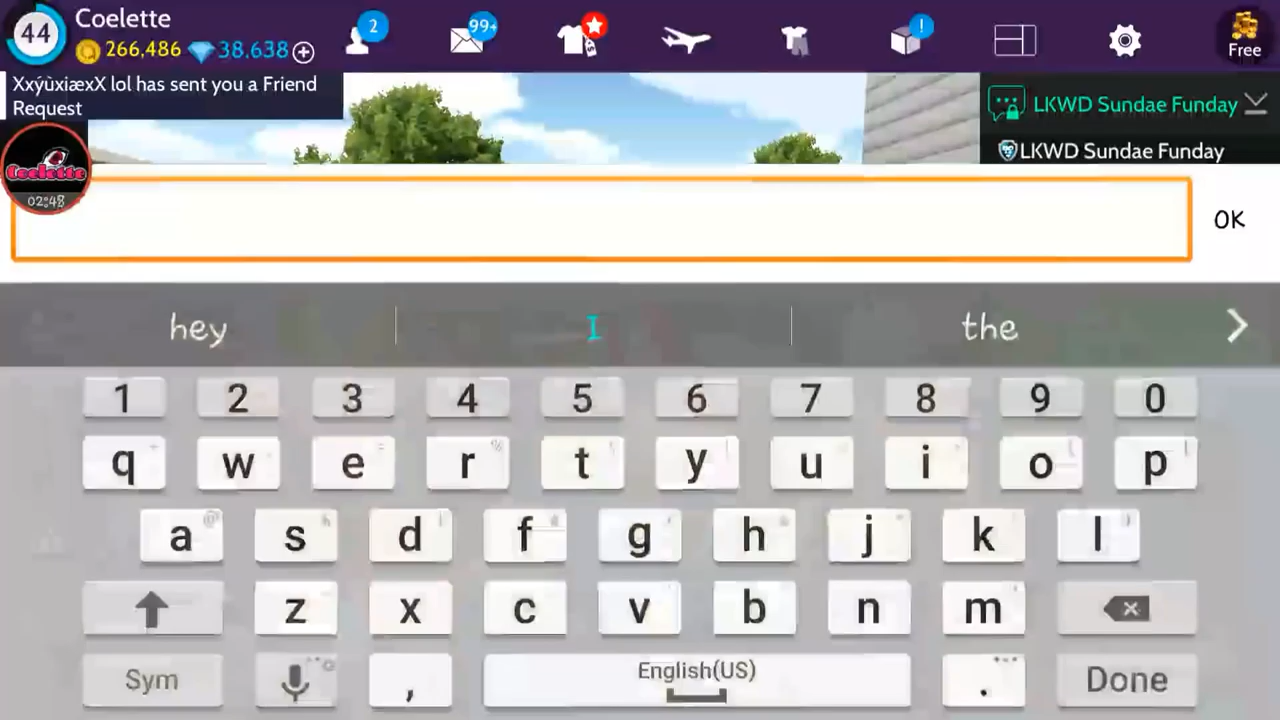 44
Coelette
266,486 38,638
2
99+
!
Free
XxýùxiæxX lol has sent you a Friend
Request
LKWD Sundae Funday
LKWD Sundae Funday
Coelette
02:48
OK
hey I the
1 2 3 4 5 6 7 8 9 0
q w e r t y u i o p
a s d f g h j k l
z x c v b n m
Sym , English(US) . Done